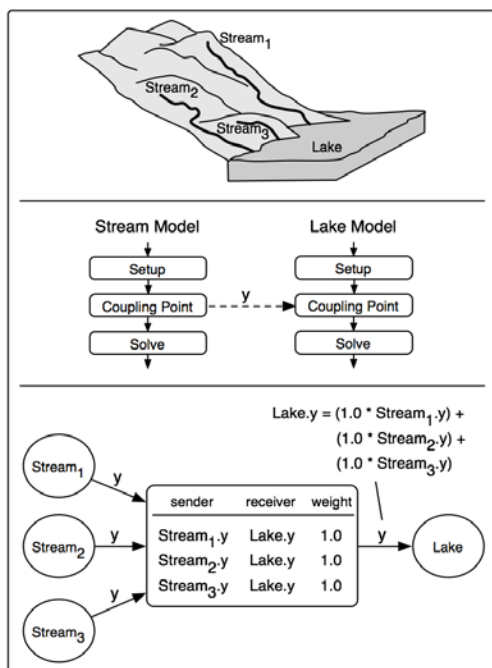 Stream1
Stream2
Stream3
Lake
Stream Model Lake Model
Setup Setup
Coupling Point y Coupling Point
Solve Solve
Lake.y = (1.0 * Stream1.y) +
(1.0 * Stream2.y) +
(1.0 * Stream3.y)
Stream1 y
sender receiver weight
Stream1.y Lake.y 1.0
Stream2 y Stream2.y Lake.y 1.0 y Lake
Stream3.y Lake.y 1.0
y
Stream3